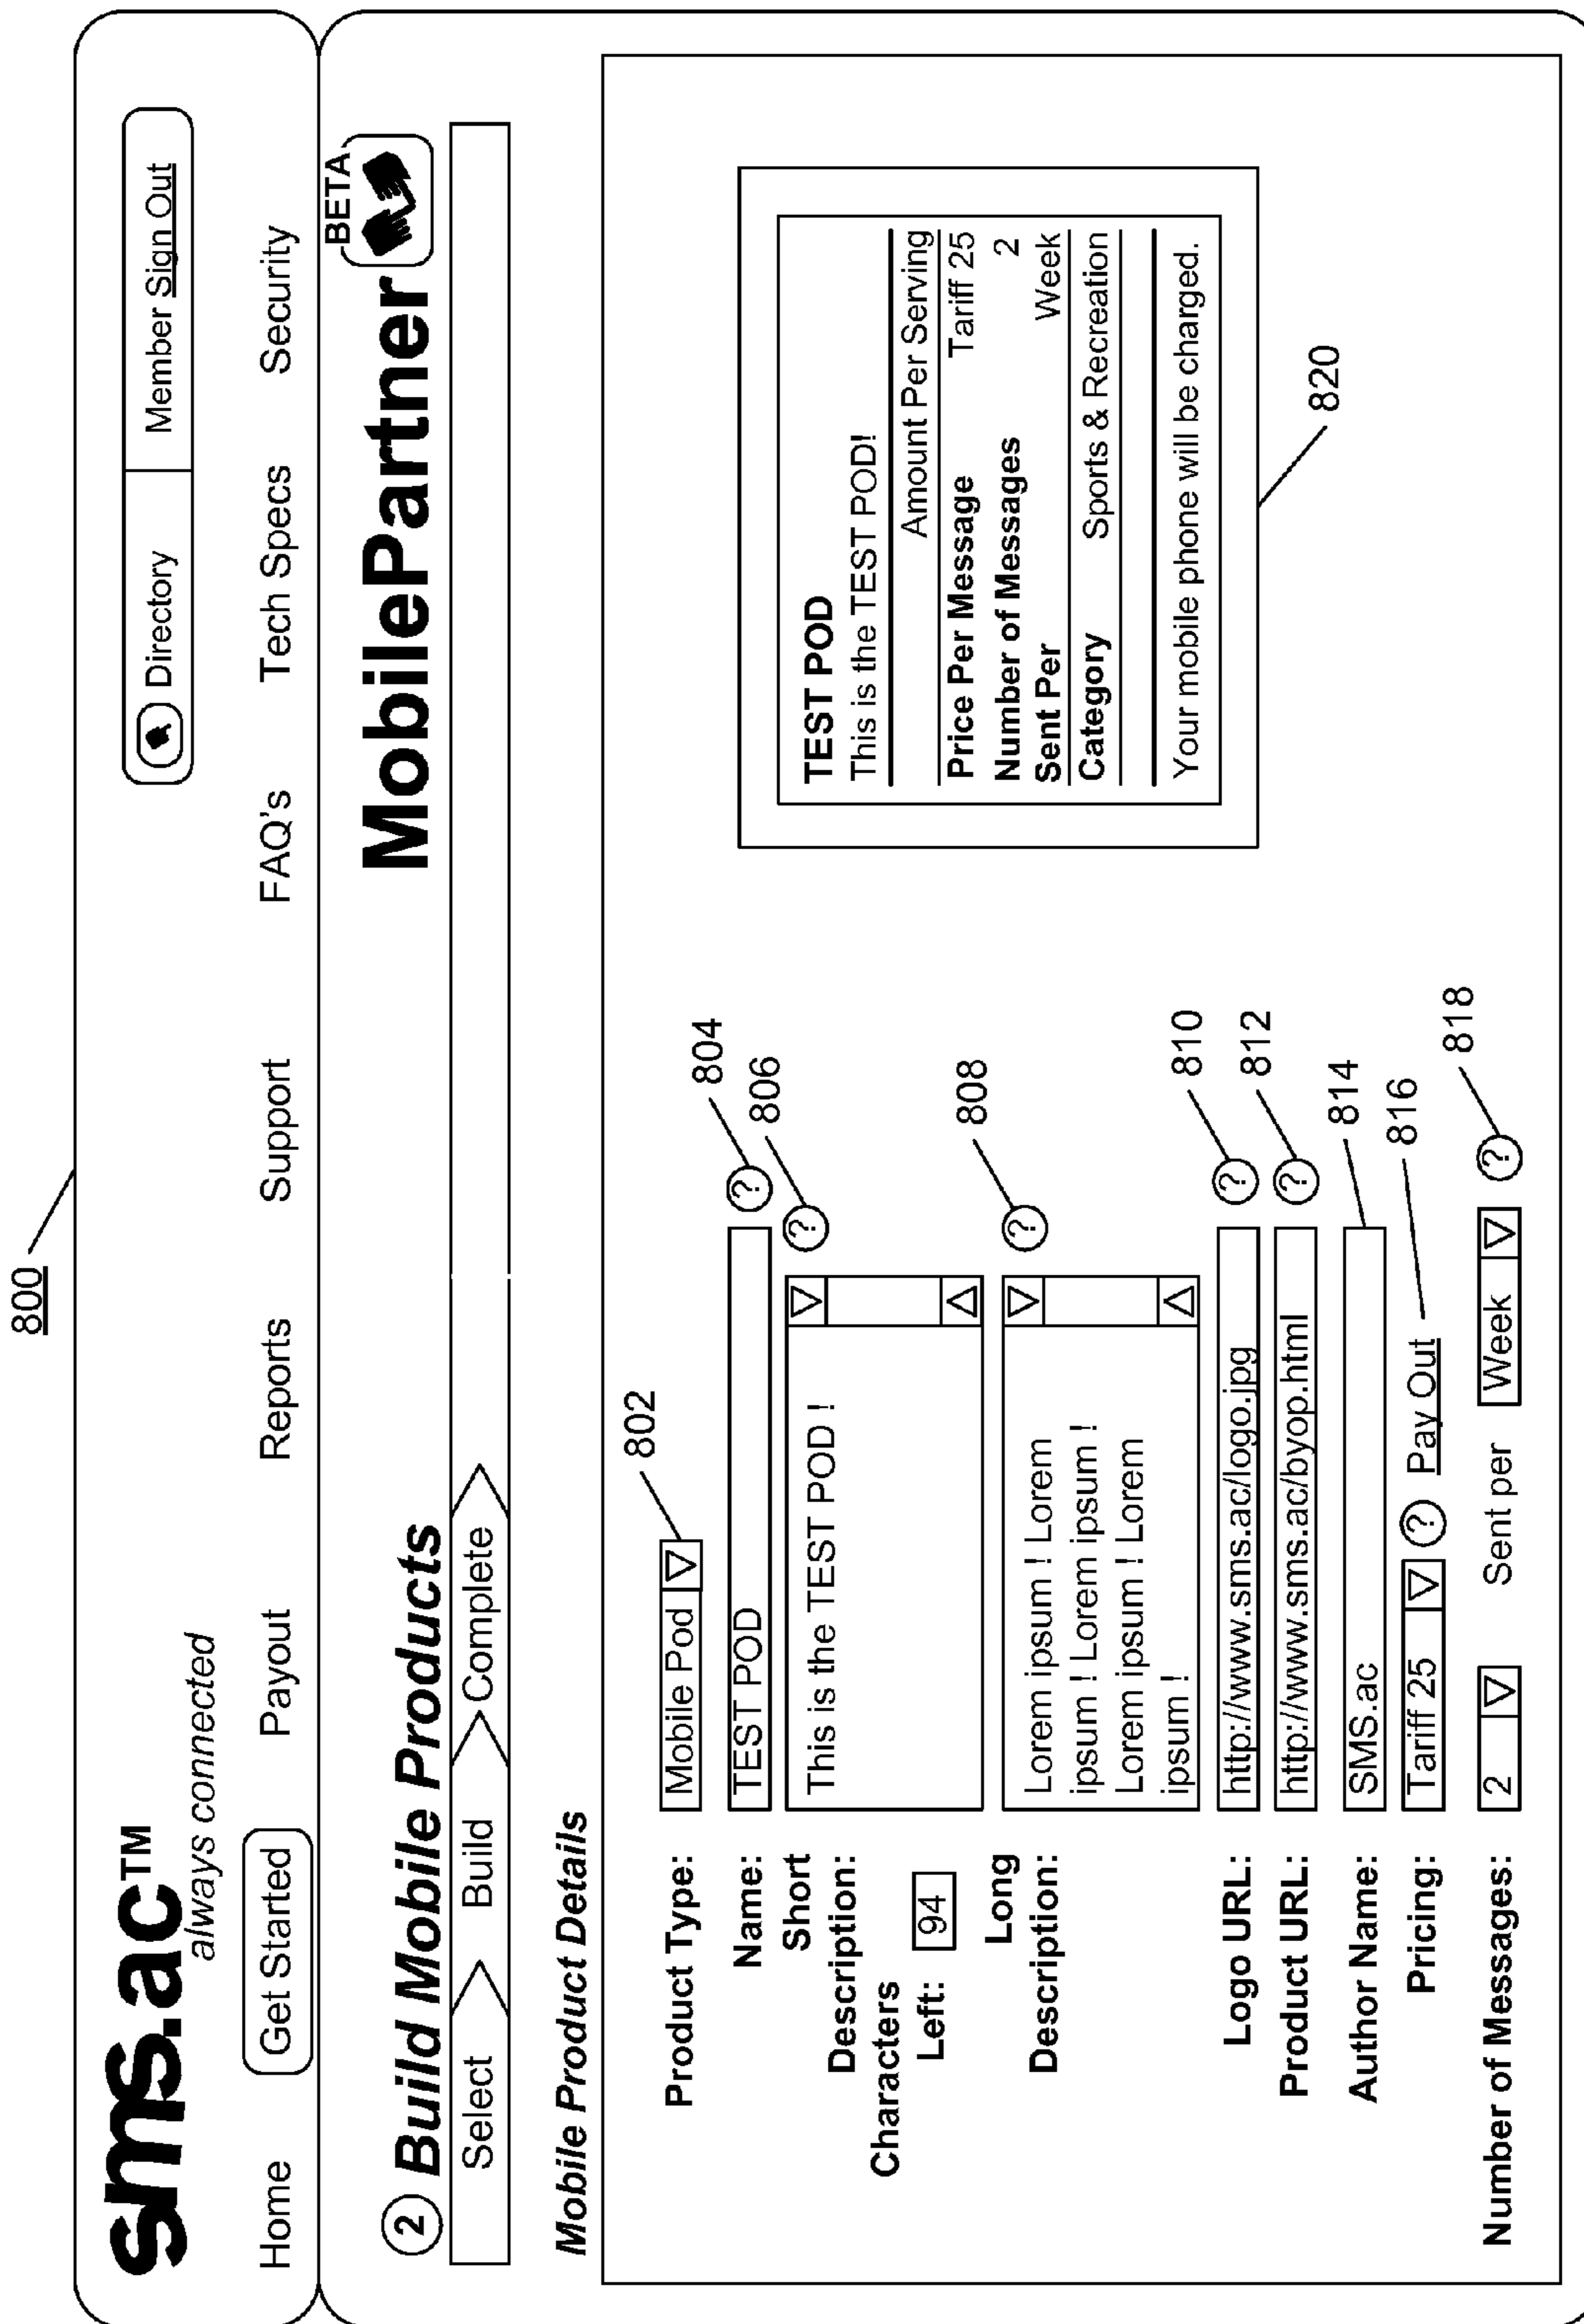 800
sms.ac™
always connected
Directory Member Sign Out
Home Get Started Payout Reports Support FAQ's Tech Specs Security
2 Build Mobile Products
MobilePartner BETA
Select Build Complete
Mobile Product Details
Product Type: Mobile Pod 802
Name: TEST POD ? 804
Short
Description:
This is the TEST POD ! ? 806
Characters
Left: 94
Long
Description:
Lorem ipsum ! Lorem
ipsum ! Lorem ipsum !
Lorem ipsum ! Lorem
ipsum !
? 808
Logo URL: http://www.sms.ac/logo.jpg ? 810
Product URL: http://www.sms.ac/byop.html ? 812
Author Name: SMS.ac 814
Pricing: Tariff 25 ? Pay Out 816
Number of Messages: 2 Sent per Week ? 818
TEST POD
This is the TEST POD!
Amount Per Serving
Price Per Message Tariff 25
Number of Messages 2
Sent Per Week
Category Sports & Recreation
Your mobile phone will be charged.
820